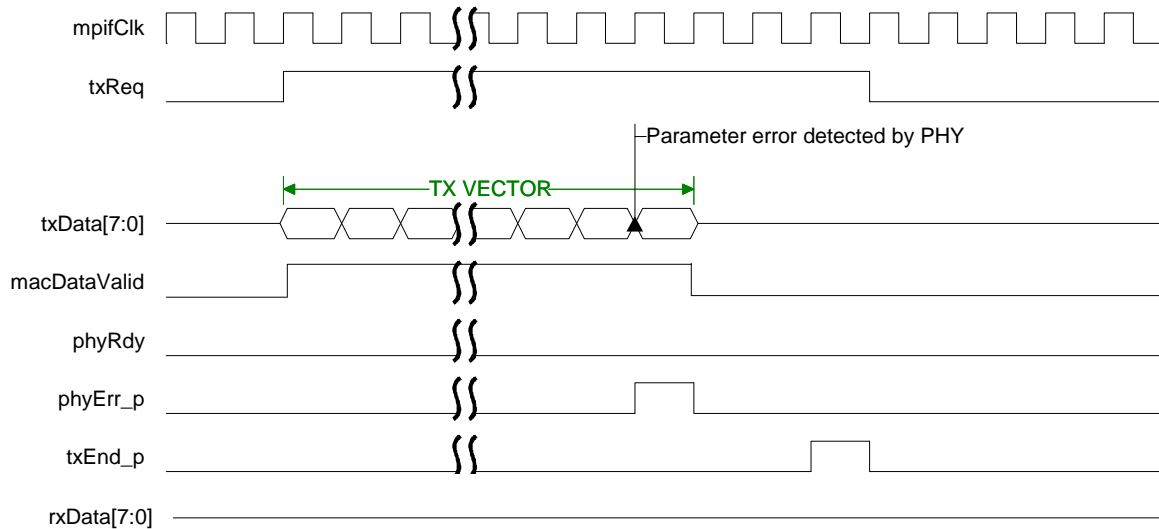 mpifClk
txReq
Parameter error detected by PHY
TX VECTOR
txData[7:0]
macDataValid
phyRdy
phyErr_p
txEnd_p
rxData[7:0]